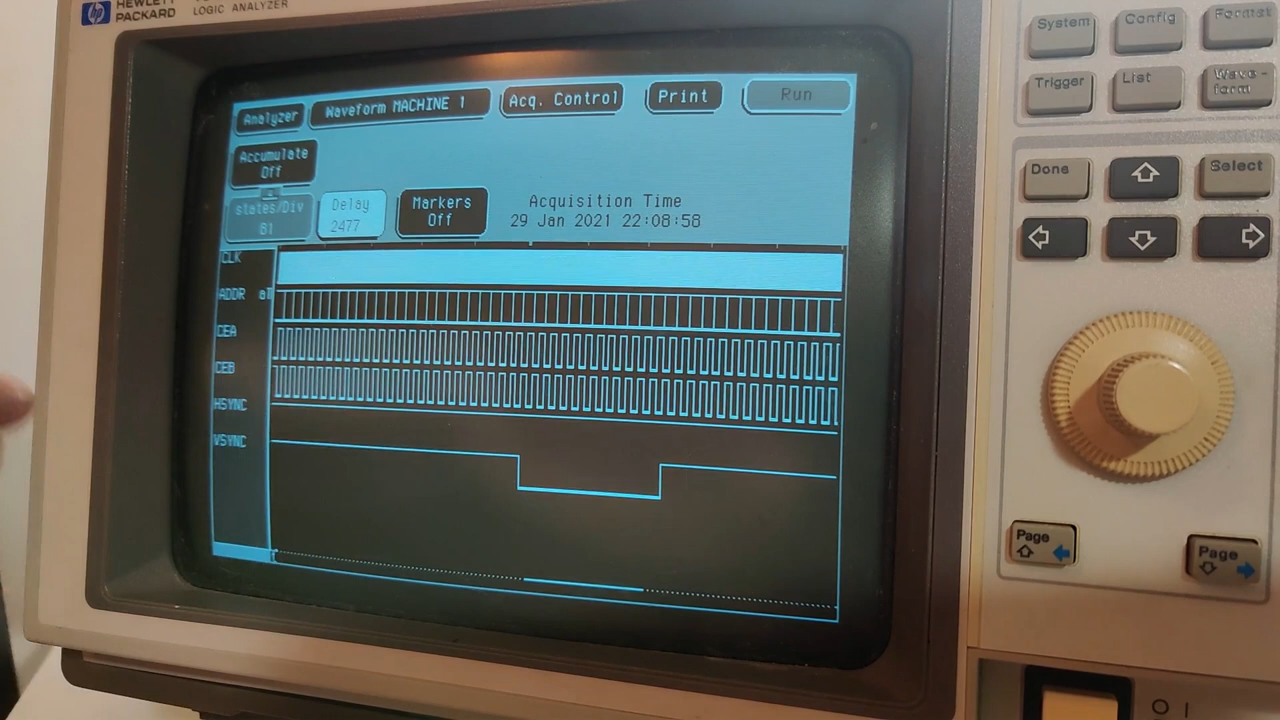 HEWLETT
PACKARD
LOGIC ANALYZER
hp
Analyzer
Waveform MACHINE 1
Acq. Control
Print
Run
Accumulate
Off
states/Div
61
Delay
2477
Markers
Off
Acquisition Time
29 Jan 2021 22:08:58
CLK
ADDR
CEA
CEB
HSYNC
VSYNC
System
Config
Format
Trigger
List
Wave-
form
Done
Select
Page
Page
O I